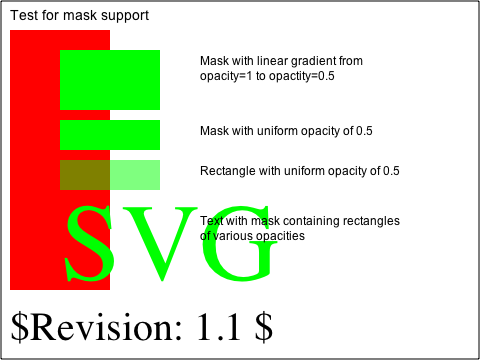 Test for mask support
Mask with linear gradient from
opacity=1 to opactity=0.5
Mask with uniform opacity of 0.5
Rectangle with uniform opacity of 0.5
SVG
Text with mask containing rectangles
of various opacities
$Revision: 1.1 $